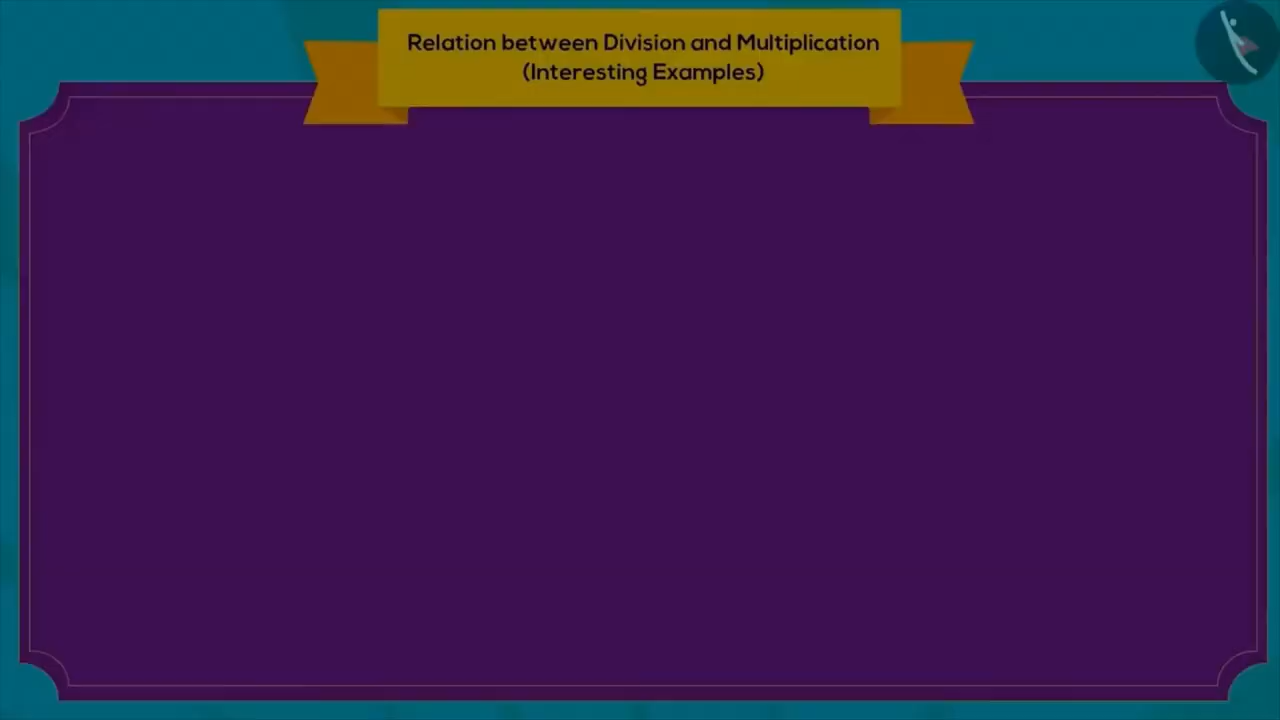 Relation between Division and Multiplication
(Interesting Examples)